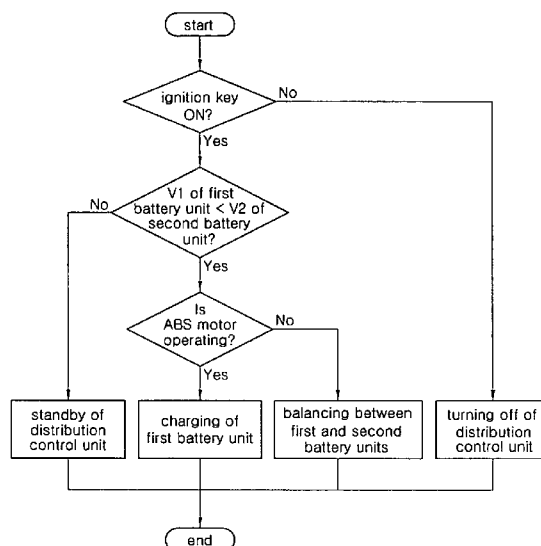 start
ignition key
ON?
No
Yes
V1 of first
battery unit < V2 of
second battery
unit?
No
Yes
Is
ABS motor
operating?
No
Yes
standby of
distribution
control unit
charging of
first battery unit
balancing between
first and second
battery units
turning off of
distribution
control unit
end